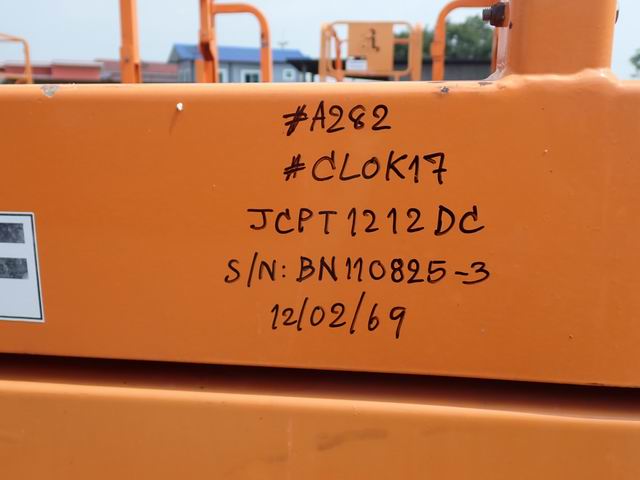 #A282
#CLOK17
JCPT1212DC
S/N: BN110825-3
12/02/69